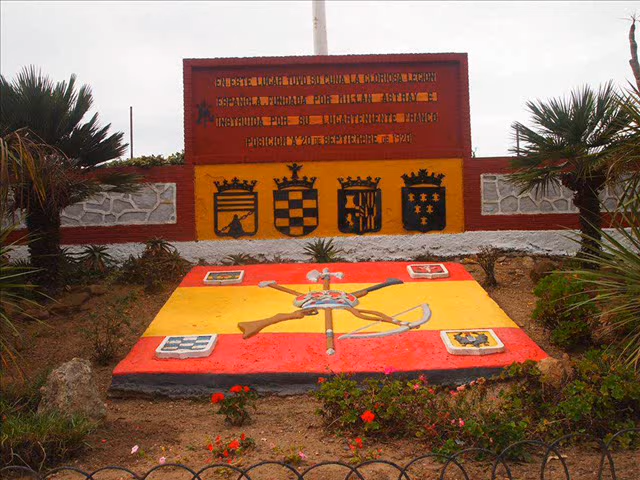 EN ESTE LUGAR TUVO SU CUNA LA GLORIOSA LEGION
ESPAÑOLA. FUNDADA POR MILLAN ASTRAY E
INSTRUIDA POR SU LUGARTENIENTE FRANCO
POSICION "A" 20 DE SEPTIEMBRE DE 1920